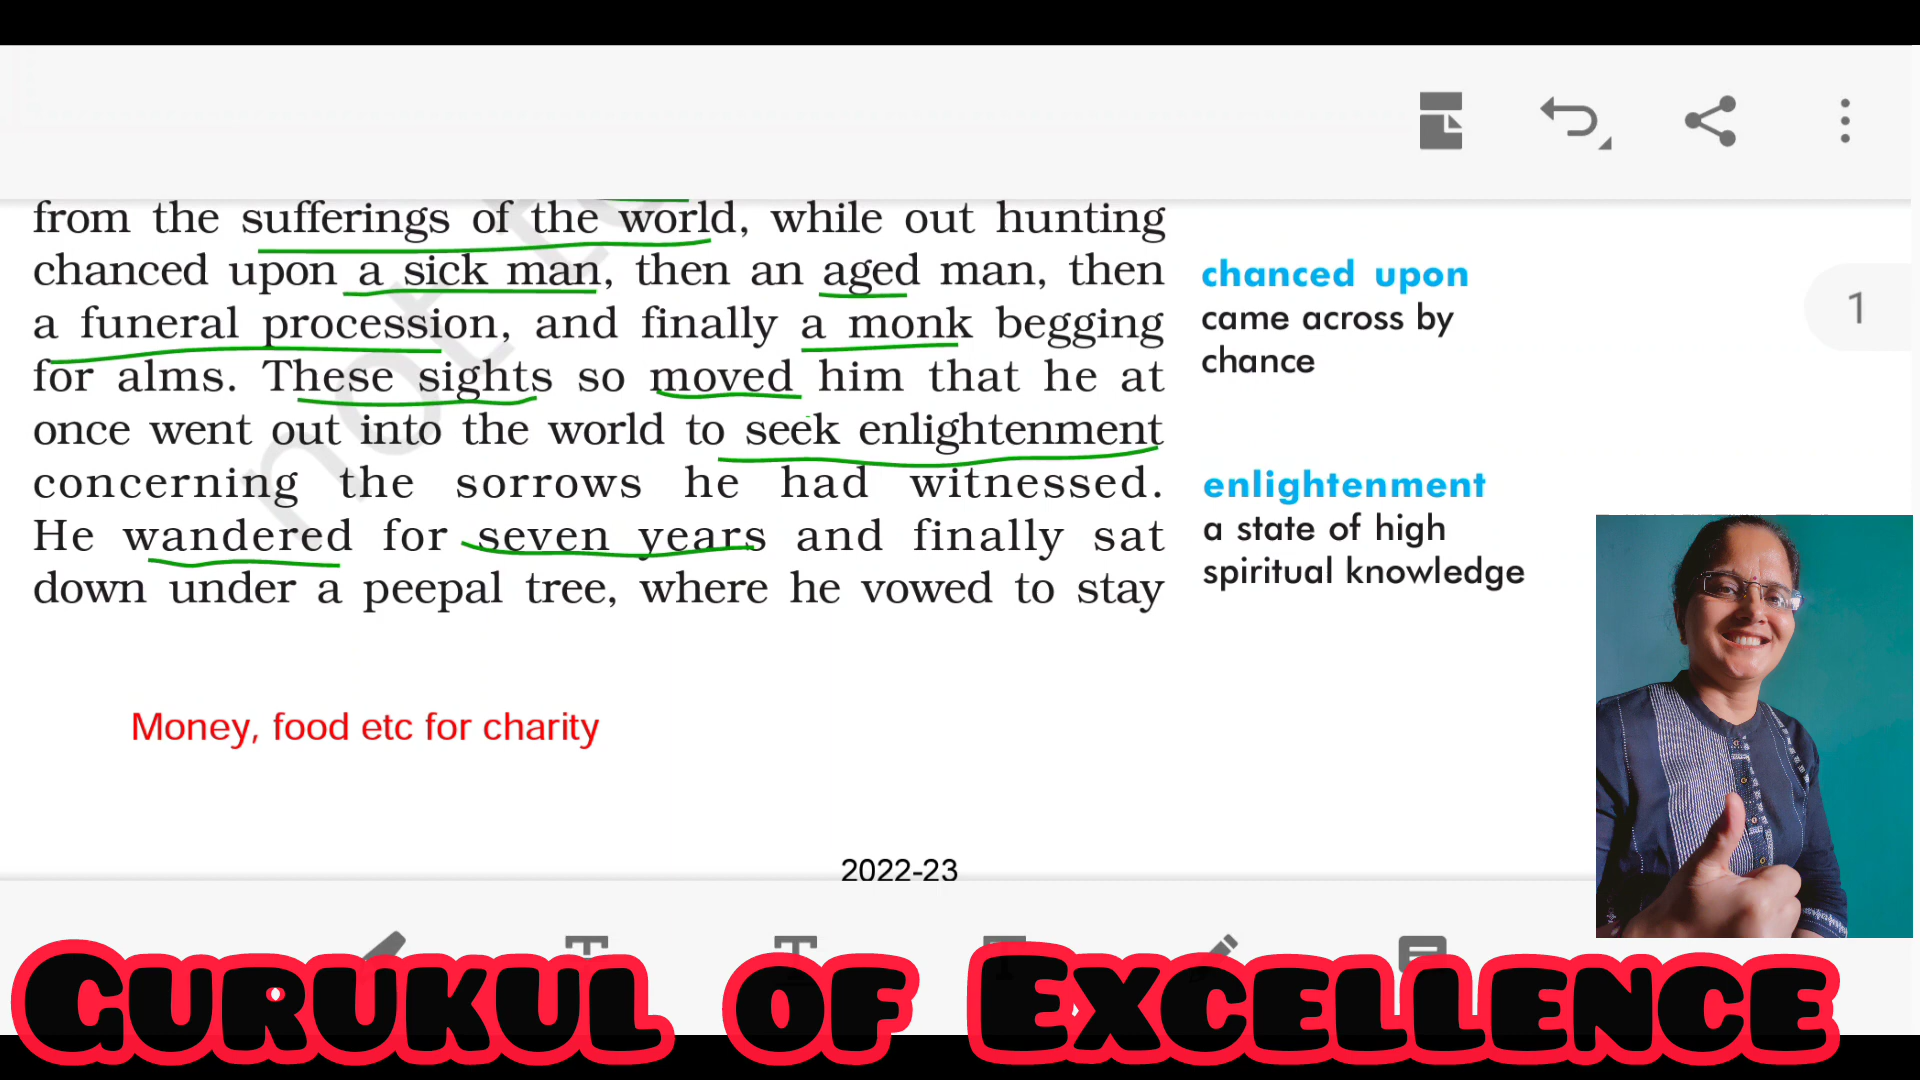 from the sufferings of the world, while out hunting
chanced upon a sick man, then an aged man, then
a funeral procession, and finally a monk begging
for alms. These sights so moved him that he at
once went out into the world to seek enlightenment
concerning the sorrows he had witnessed.
He wandered for seven years and finally sat
down under a peepal tree, where he vowed to stay
chanced upon
came across by
chance
enlightenment
a state of high
spiritual knowledge
1
Money, food etc for charity
2022-23
GURUKUL OF EXCELLENCE